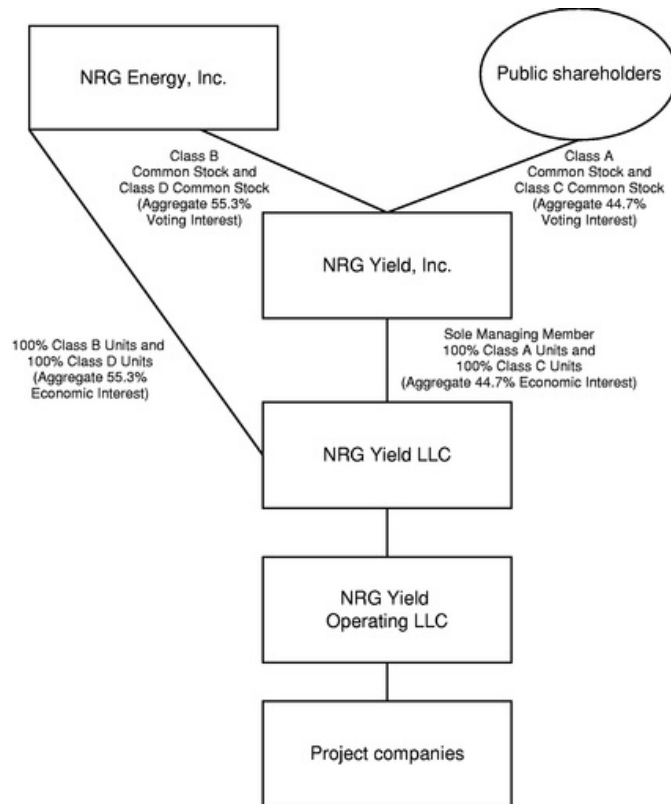 NRG Energy, Inc.
Public shareholders
Class B
Common Stock and
Class D Common Stock
(Aggregate 55.3%
Voting Interest)
Class A
Common Stock and
Class C Common Stock
(Aggregate 44.7%
Voting Interest)
NRG Yield, Inc.
100% Class B Units and
100% Class D Units
(Aggregate 55.3%
Economic Interest)
Sole Managing Member
100% Class A Units and
100% Class C Units
(Aggregate 44.7% Economic Interest)
NRG Yield LLC
NRG Yield
Operating LLC
Project companies